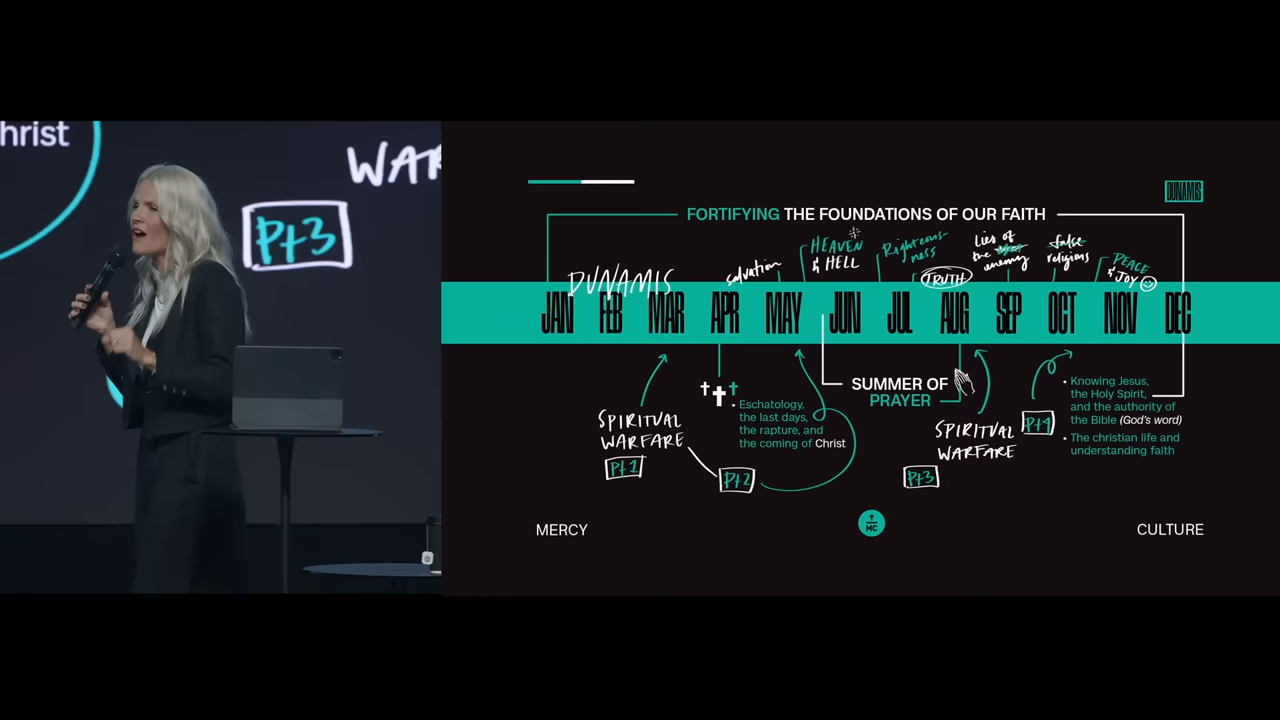 hrist
WAR
Pt3
DUNAMIS
FORTIFYING THE FOUNDATIONS OF OUR FAITH
DUNAMIS
salvation
HEAVEN
& HELL
Righteous-
ness
TRUTH
Lies of
the
enemy
false
religions
PEACE
& JOY
JAN FEB MAR APR MAY JUN JUL AUG SEP OCT NOV DEC
SPIRITUAL
WARFARE
Pt1
Pt2
Eschatology,
the last days,
the rapture, and
the coming of Christ
SUMMER OF
PRAYER
SPIRITUAL
WARFARE
Pt3
Pt4
• Knowing Jesus,
the Holy Spirit,
and the authority of
the Bible (God's word)
• The christian life and
understanding faith
MERCY
MC
CULTURE